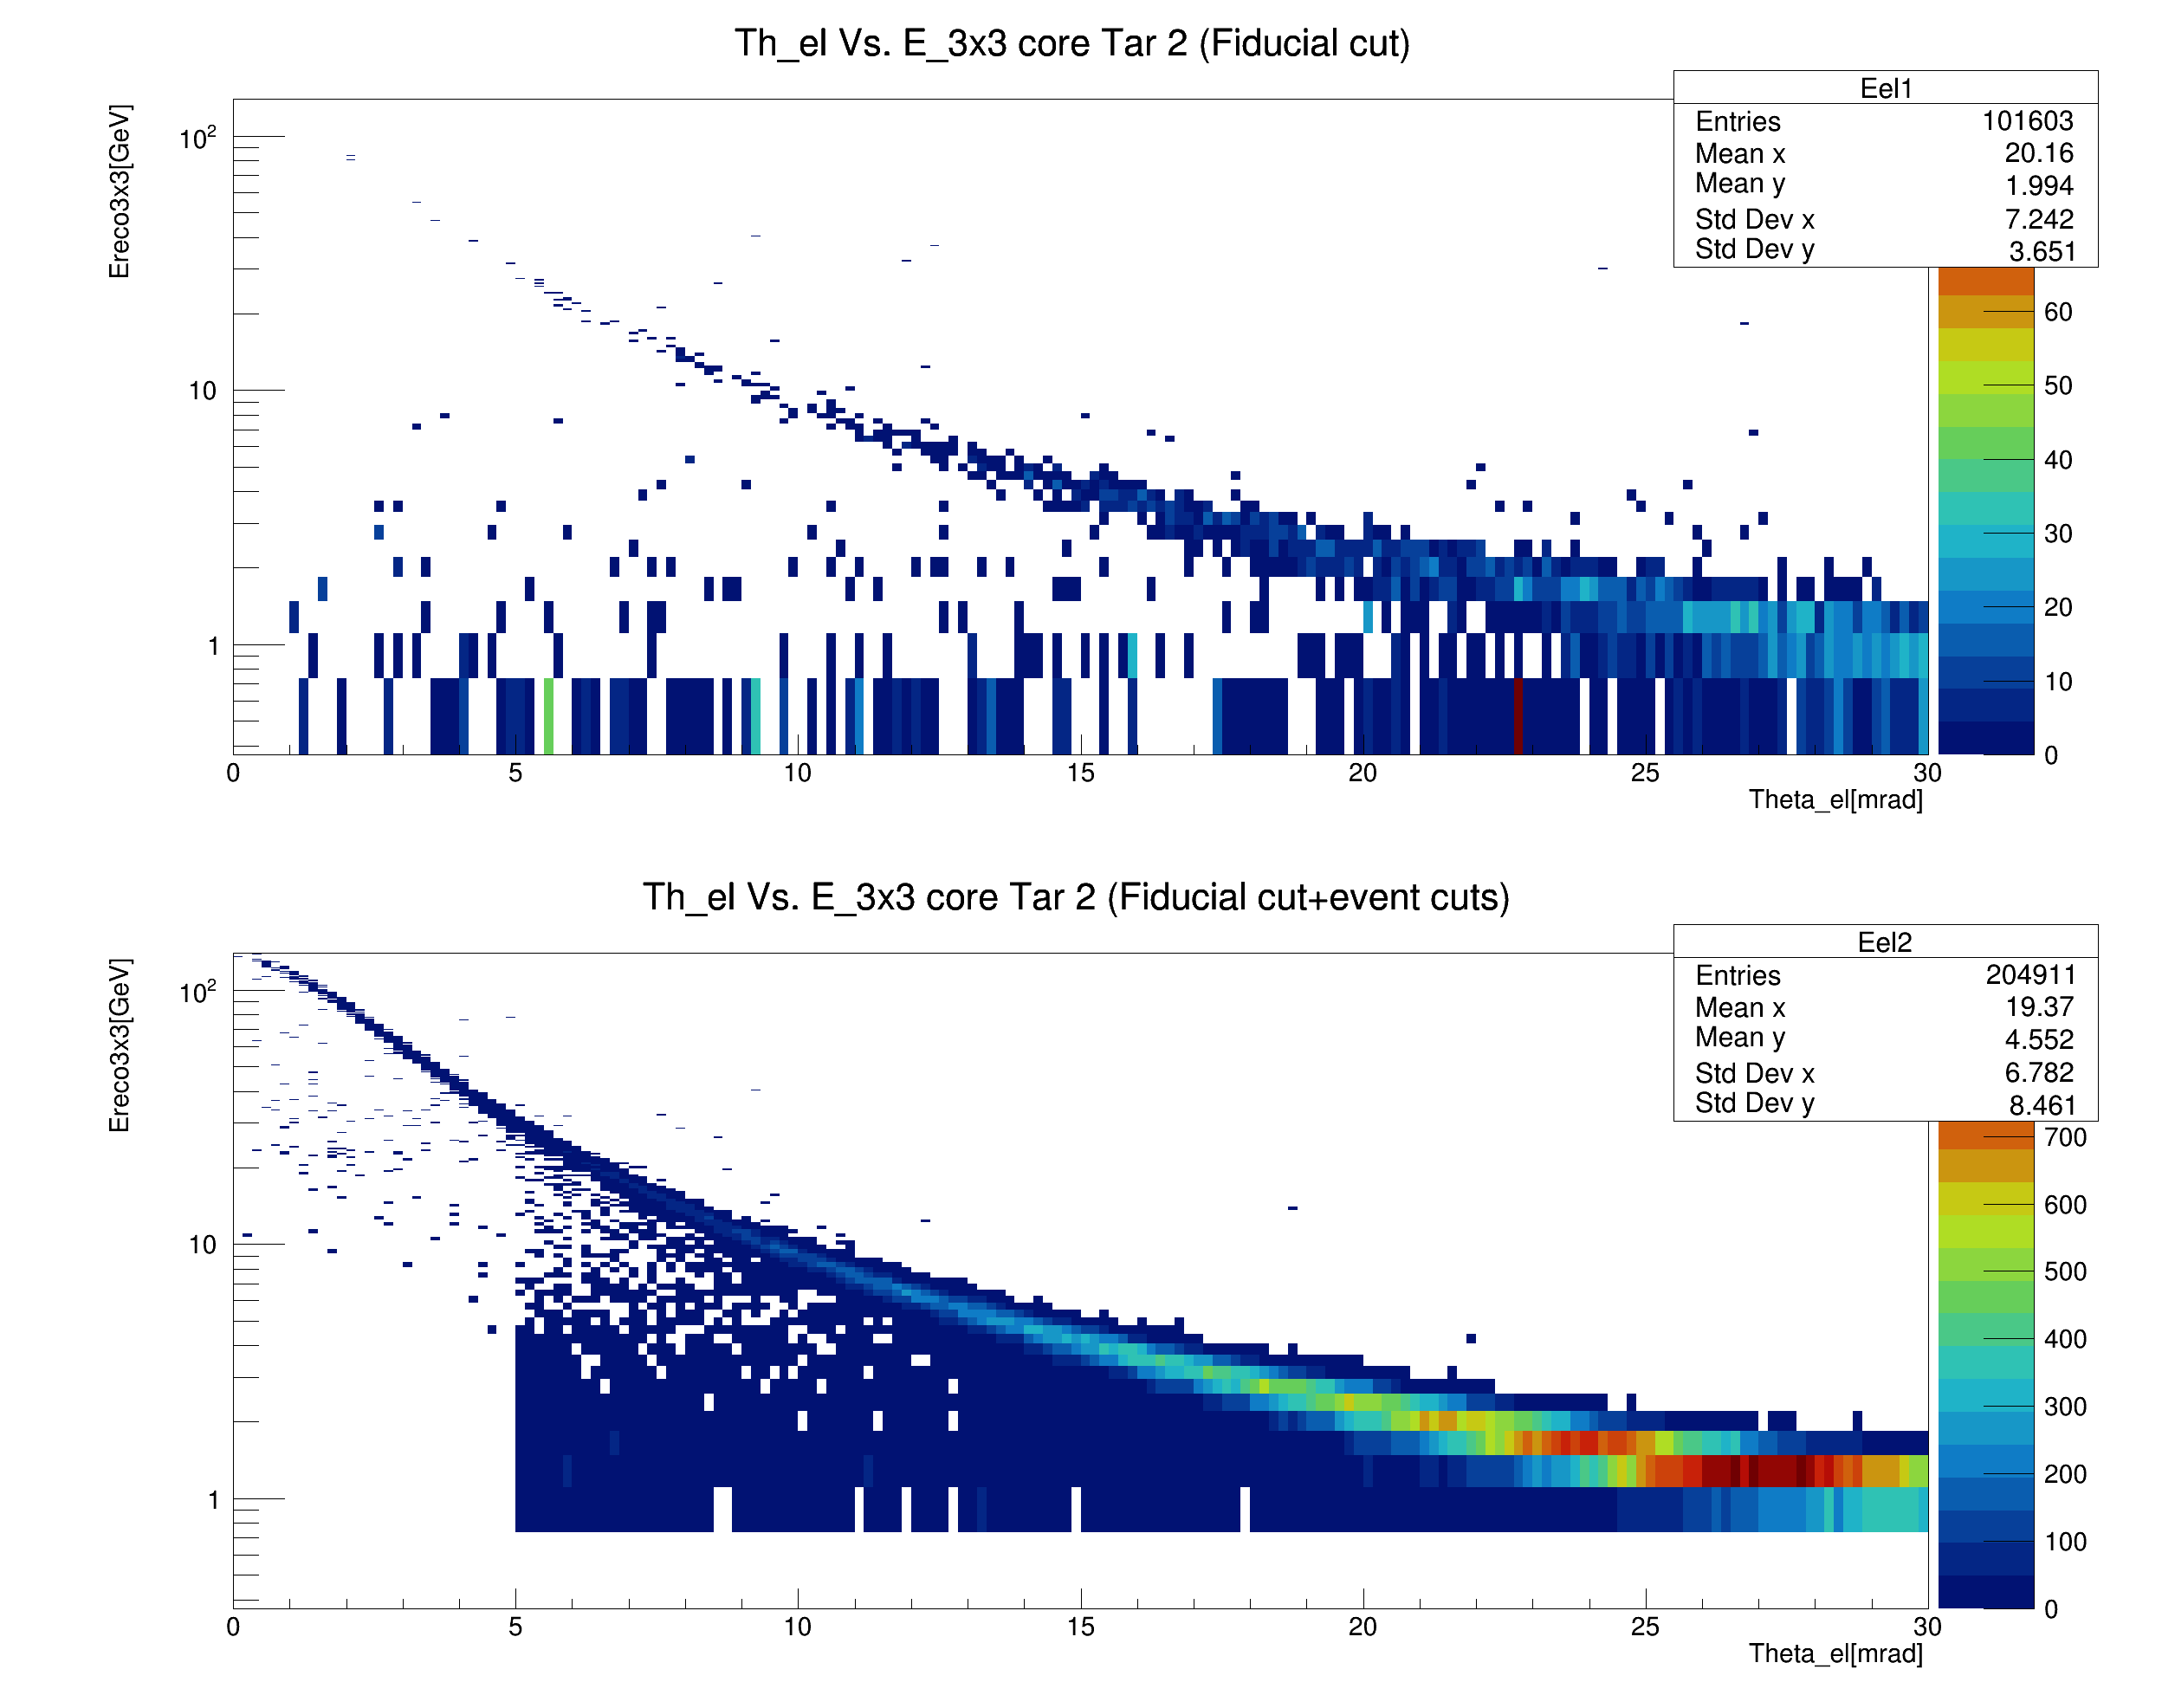 Th_el Vs. E_3x3 core Tar 2 (Fiducial cut)
Ereco3x3[GeV]
10²
10
1
Eel1
Entries 101603
Mean x 20.16
Mean y 1.994
Std Dev x 7.242
Std Dev y 3.651
60
50
40
30
20
10
0
0 5 10 15 20 25 30
Theta_el[mrad]
Th_el Vs. E_3x3 core Tar 2 (Fiducial cut+event cuts)
Ereco3x3[GeV]
10²
10
1
Eel2
Entries 204911
Mean x 19.37
Mean y 4.552
Std Dev x 6.782
Std Dev y 8.461
700
600
500
400
300
200
100
0
0 5 10 15 20 25 30
Theta_el[mrad]